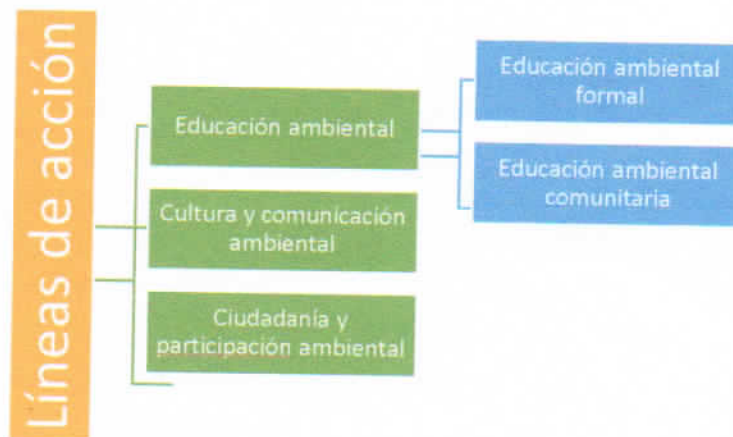 Líneas de acción
Educación ambiental
Cultura y comunicación
ambiental
Ciudadanía y
participación ambiental
Educación ambiental
formal
Educación ambiental
comunitaria